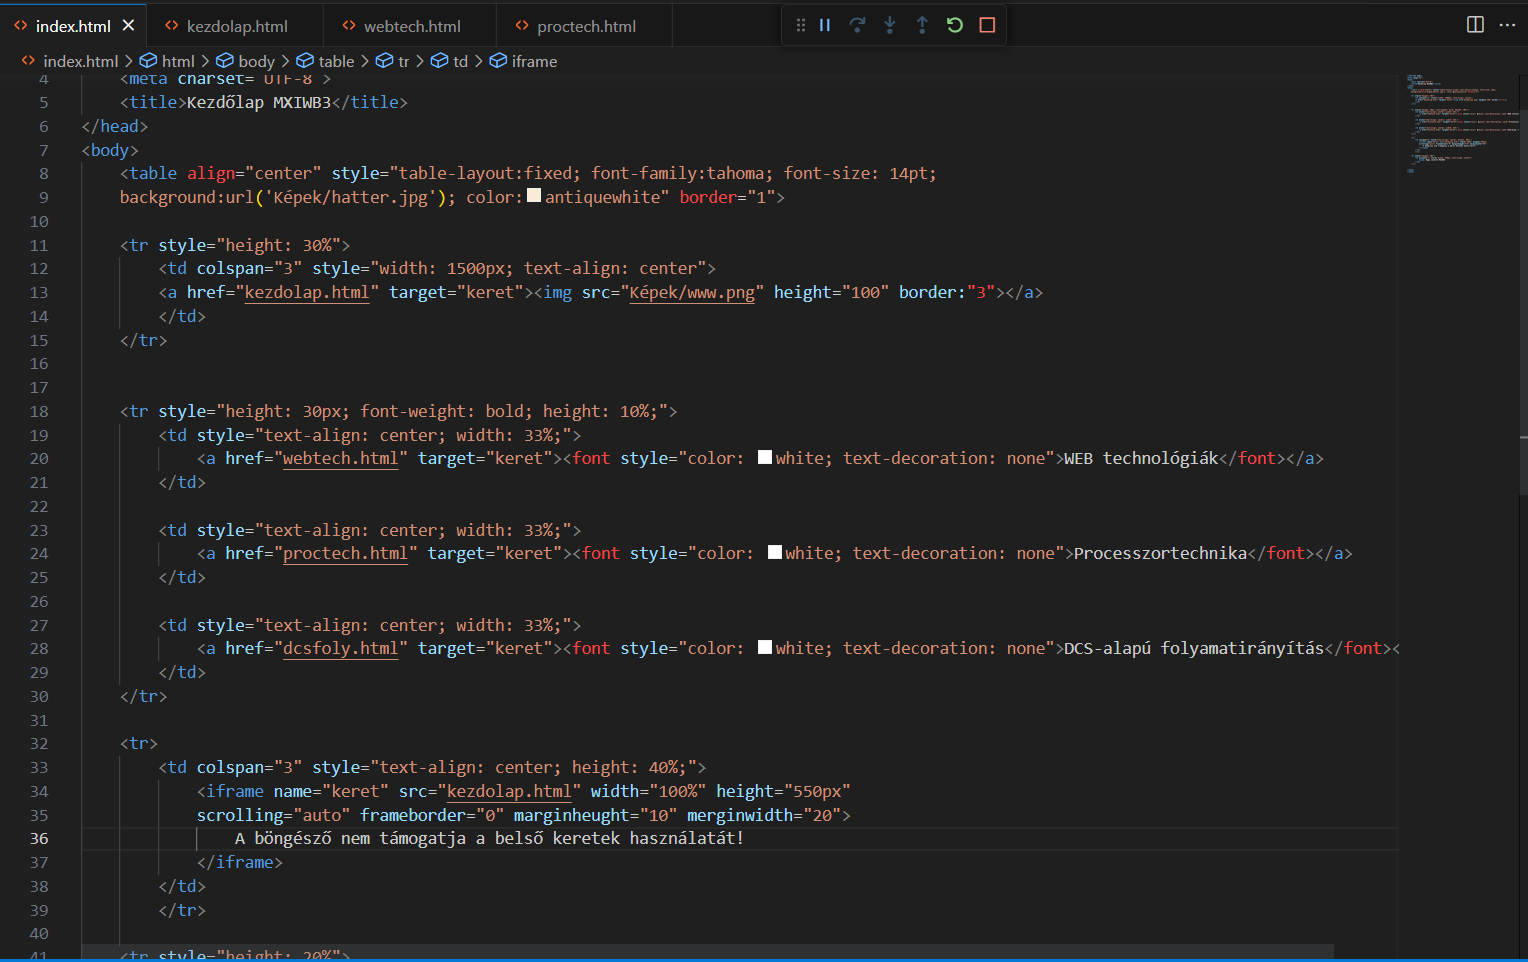 index.html
kezdolap.html
webtech.html
proctech.html
index.html > html > body > table > tr > td > iframe
4 <meta charset="UTF-8">
5 <title>Kezdőlap MXIWB3</title>
6 </head>
7 <body>
8 <table align="center" style="table-layout:fixed; font-family:tahoma; font-size: 14pt;
9 background:url('Képek/hatter.jpg'); color: antiquewhite" border="1">
10
11 <tr style="height: 30%">
12 <td colspan="3" style="width: 1500px; text-align: center">
13 <a href="kezdolap.html" target="keret"><img src="Képek/www.png" height="100" border:"3"></a>
14 </td>
15 </tr>
16
17
18 <tr style="height: 30px; font-weight: bold; height: 10%;">
19 <td style="text-align: center; width: 33%;">
20 <a href="webtech.html" target="keret"><font style="color: white; text-decoration: none">WEB technológiák</font></a>
21 </td>
22
23 <td style="text-align: center; width: 33%;">
24 <a href="proctech.html" target="keret"><font style="color: white; text-decoration: none">Processzortechnika</font></a>
25 </td>
26
27 <td style="text-align: center; width: 33%;">
28 <a href="dcsfoly.html" target="keret"><font style="color: white; text-decoration: none">DCS-alapú folyamatirányítás</font><
29 </td>
30 </tr>
31
32 <tr>
33 <td colspan="3" style="text-align: center; height: 40%;">
34 <iframe name="keret" src="kezdolap.html" width="100%" height="550px"
35 scrolling="auto" frameborder="0" marginheught="10" merginwidth="20">
36 A böngésző nem támogatja a belső keretek használatát!
37 </iframe>
38 </td>
39 </tr>
40
41 <tr style="height: 20%">